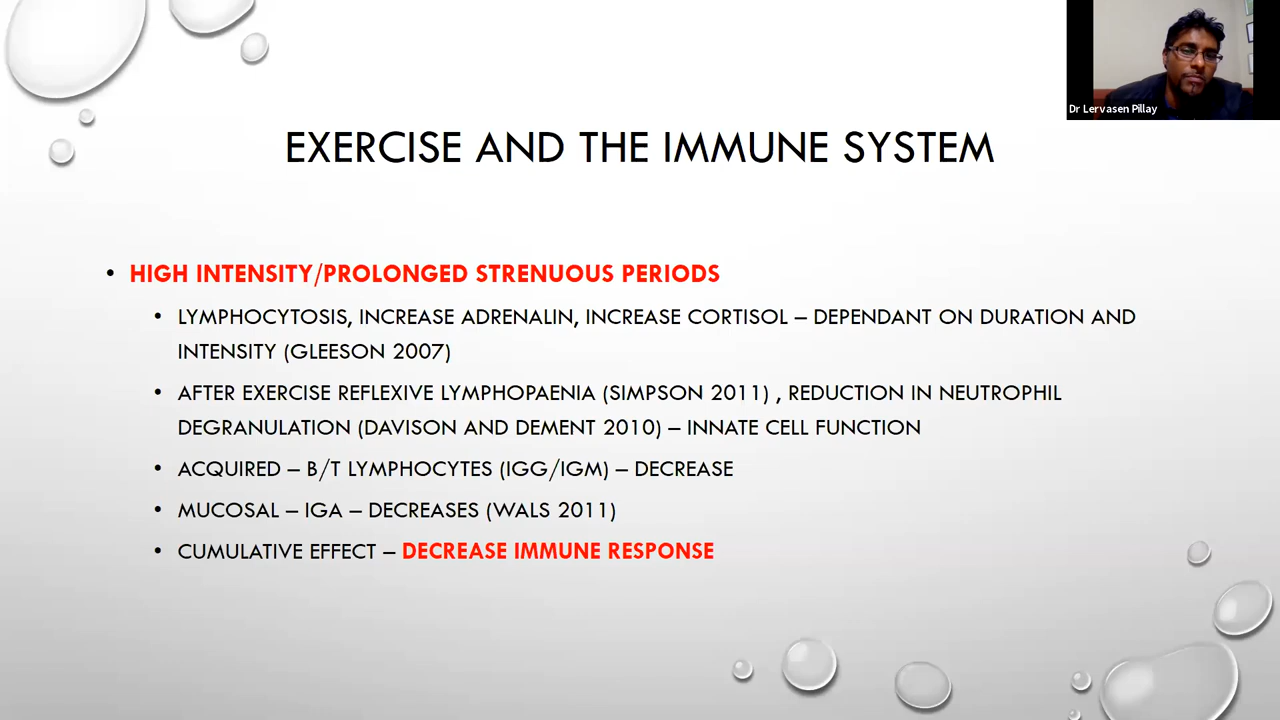 Dr Lervasen Pillay
EXERCISE AND THE IMMUNE SYSTEM
• HIGH INTENSITY/PROLONGED STRENUOUS PERIODS
• LYMPHOCYTOSIS, INCREASE ADRENALIN, INCREASE CORTISOL – DEPENDANT ON DURATION AND
INTENSITY (GLEESON 2007)
• AFTER EXERCISE REFLEXIVE LYMPHOPAENIA (SIMPSON 2011) , REDUCTION IN NEUTROPHIL
DEGRANULATION (DAVISON AND DEMENT 2010) – INNATE CELL FUNCTION
• ACQUIRED – B/T LYMPHOCYTES (IGG/IGM) – DECREASE
• MUCOSAL – IGA – DECREASES (WALS 2011)
• CUMULATIVE EFFECT – DECREASE IMMUNE RESPONSE